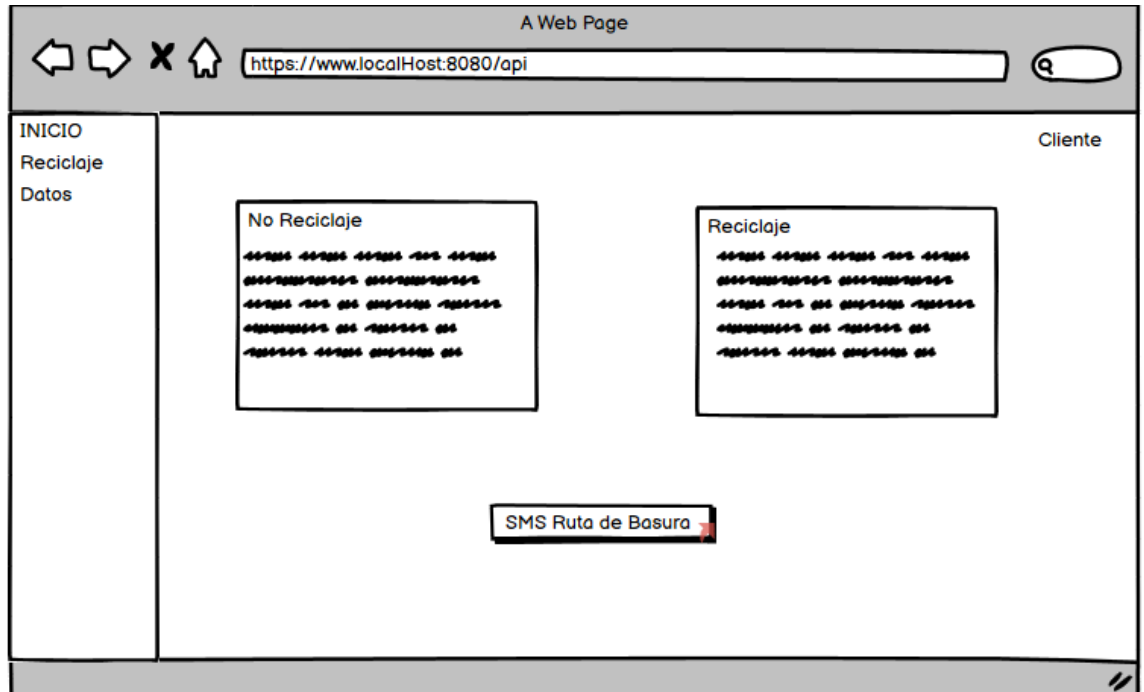 A Web Page
https://www.localHost:8080/api
INICIO
Reciclaje
Datos
Cliente
No Reciclaje
Reciclaje
SMS Ruta de Basura